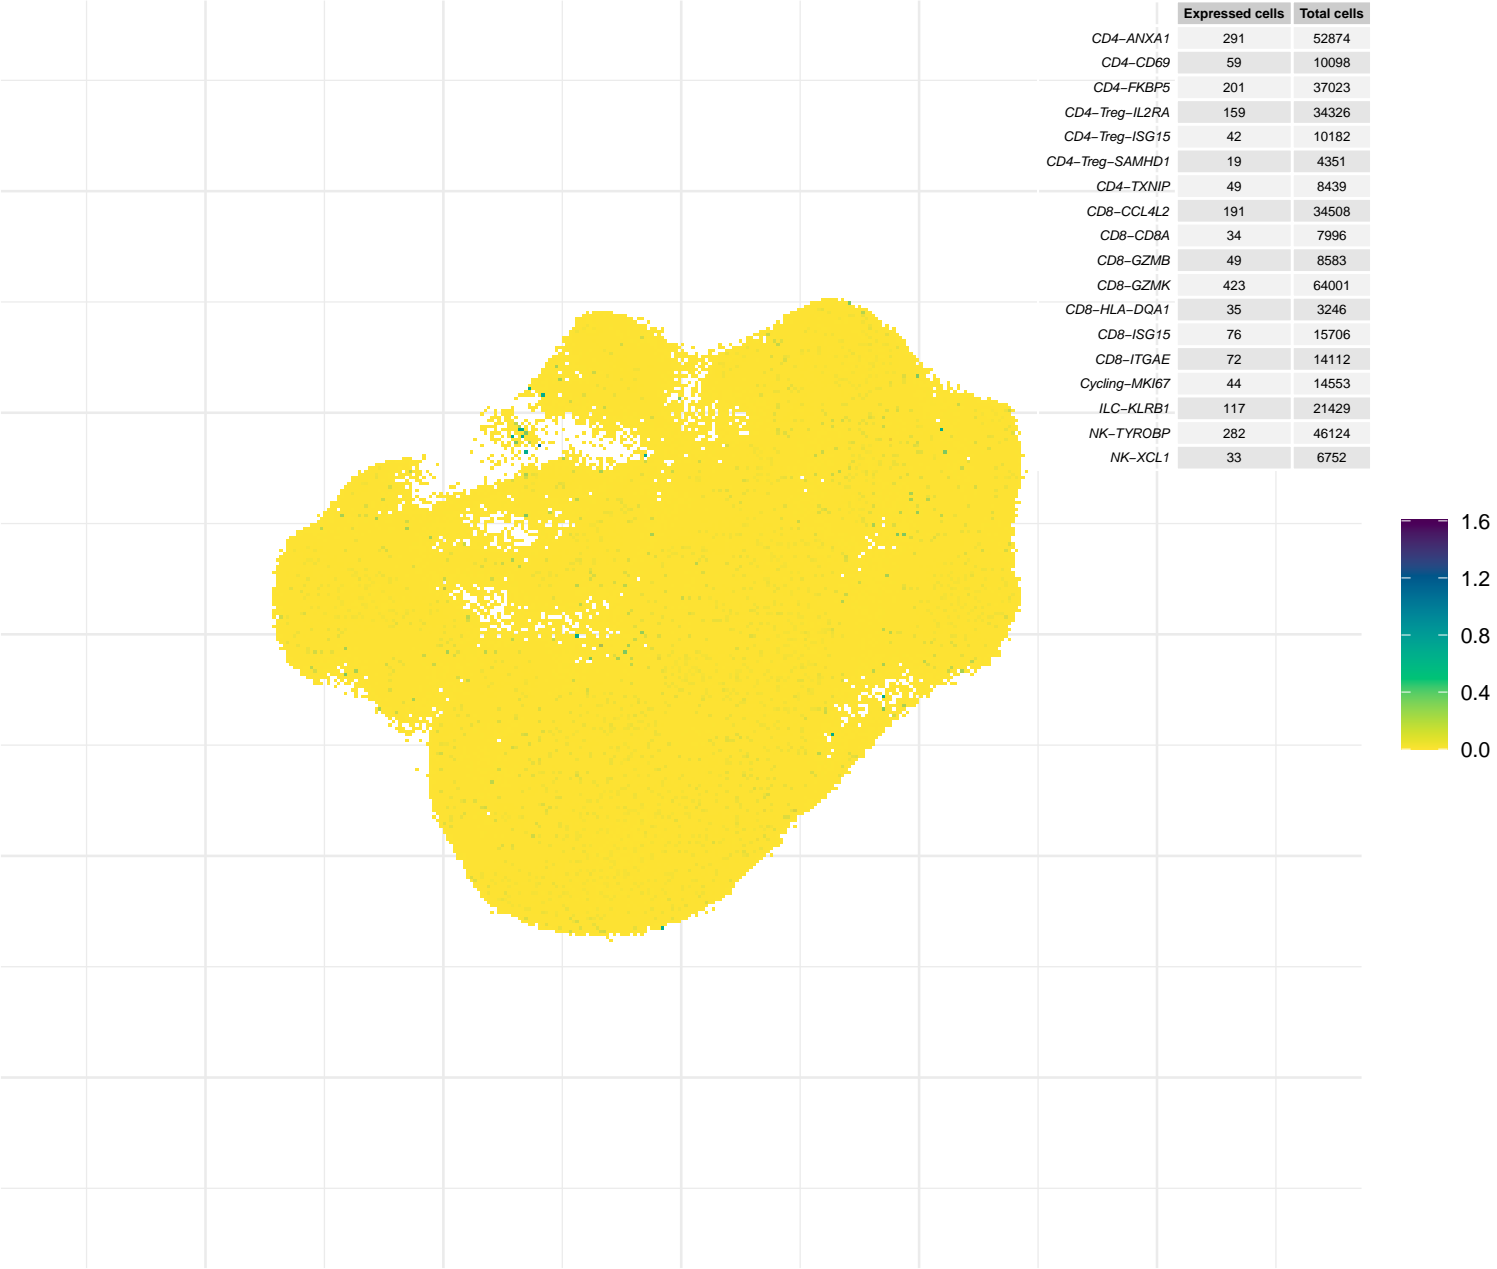 Expressed cells Total cells
CD4−ANXA1 291 52874
CD4−CD69 59 10098
CD4−FKBP5 201 37023
CD4−Treg−IL2RA 159 34326
CD4−Treg−ISG15 42 10182
CD4−Treg−SAMHD1 19 4351
CD4−TXNIP 49 8439
CD8−CCL4L2 191 34508
CD8−CD8A 34 7996
CD8−GZMB 49 8583
CD8−GZMK 423 64001
CD8−HLA−DQA1 35 3246
CD8−ISG15 76 15706
CD8−ITGAE 72 14112
Cycling−MKI67 44 14553
ILC−KLRB1 117 21429
NK−TYROBP 282 46124
NK−XCL1 33 6752
1.6
1.2
0.8
0.4
0.0